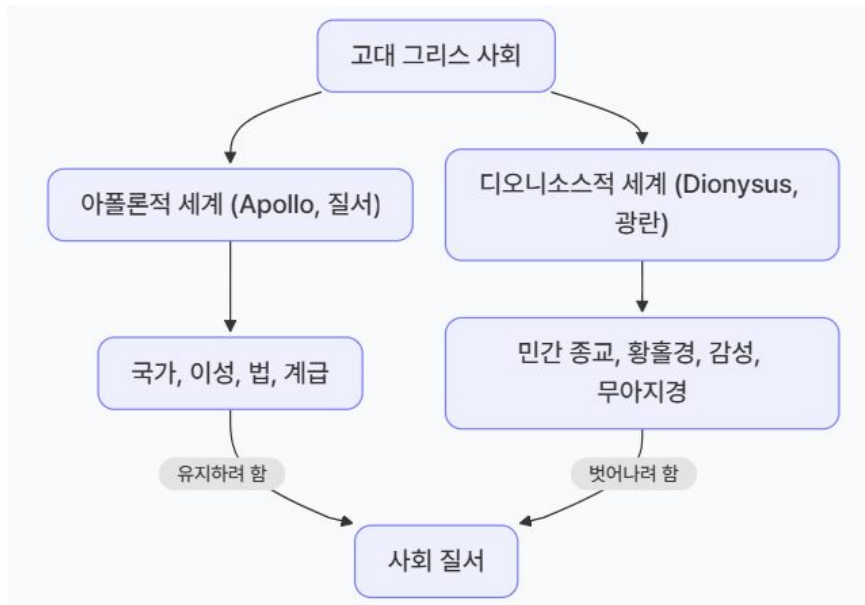 고대 그리스 사회
아폴론적 세계 (Apollo, 질서)
디오니소스적 세계 (Dionysus,
광란)
국가, 이성, 법, 계급
민간 종교, 황홀경, 감성,
무아지경
유지하려 함
벗어나려 함
사회 질서